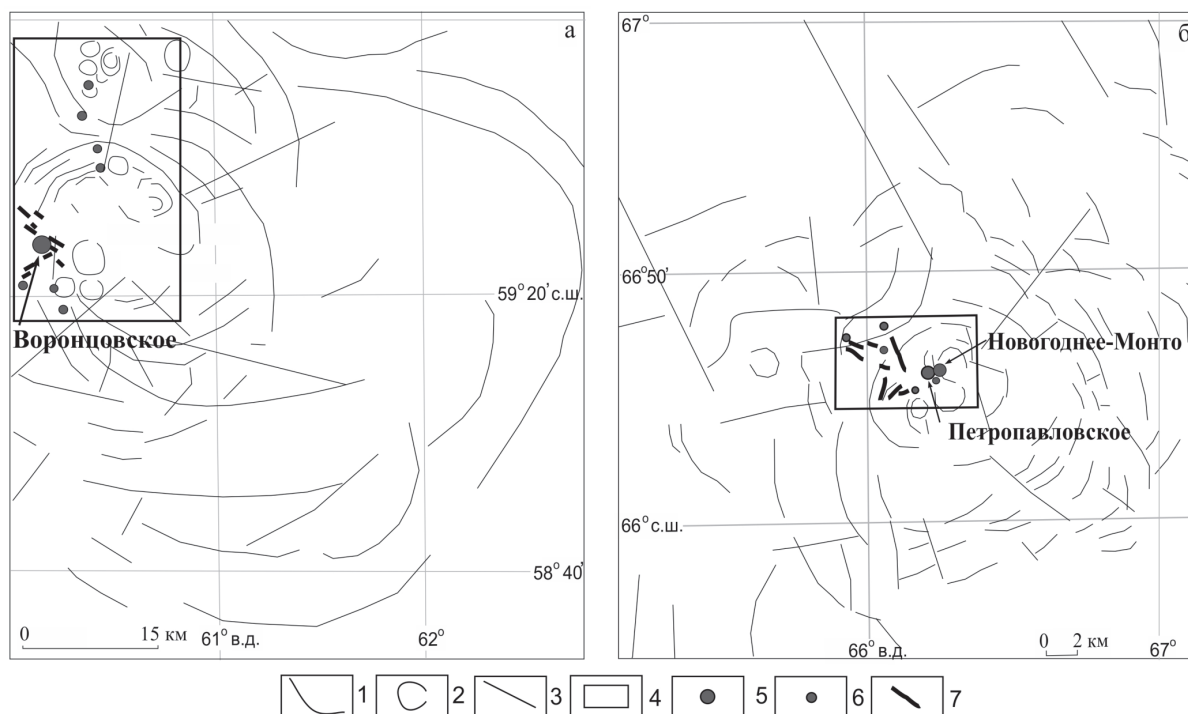 а
59° 20' с.ш.
Воронцовское
58° 40'
0 15 км
61° в.д.
62°
67°
б
66° 50'
Новогоднее-Монто
Петропавловское
66° с.ш.
66° в.д.
0 2 км
67°
1 2 3 4 5 6 7